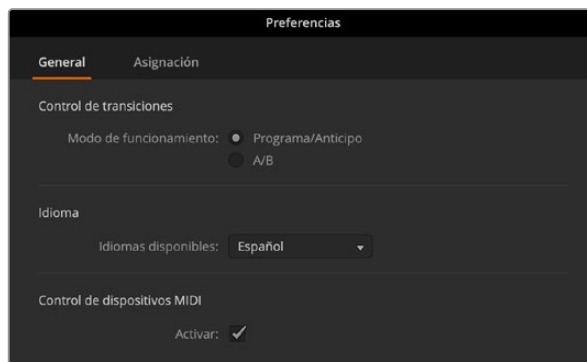 Preferencias
General Asignación
Control de transiciones
Modo de funcionamiento: Programa/Anticipo
A/B
Idioma
Idiomas disponibles: Español
Control de dispositivos MIDI
Activar: